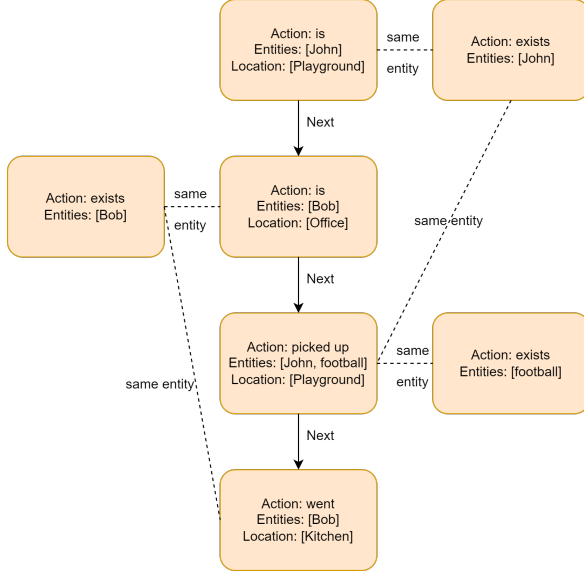 Action: is
Entities: [John]
Location: [Playground]
same
entity
Action: exists
Entities: [John]
Next
Action: exists
Entities: [Bob]
same
entity
Action: is
Entities: [Bob]
Location: [Office]
same entity
Next
Action: picked up
Entities: [John, football]
Location: [Playground]
same
entity
Action: exists
Entities: [football]
same entity
Next
Action: went
Entities: [Bob]
Location: [Kitchen]